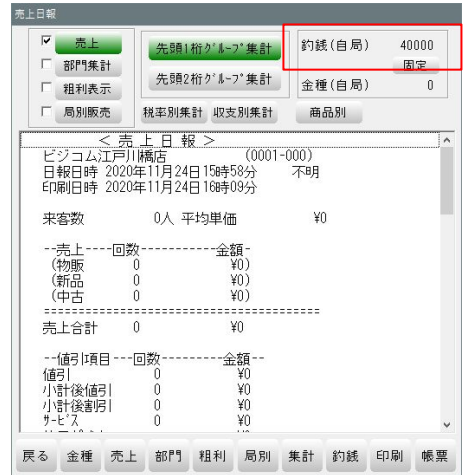 売上日報
売上
部門集計
粗利表示
局別販売
先頭1桁ｸﾞﾙｰﾌﾟ集計
先頭2桁ｸﾞﾙｰﾌﾟ集計
税率別集計 収支別集計 商品別
釣銭(自局) 40000
固定
金種(自局) 0
＜ 売 上 日 報 ＞
ビジコム江戸川橋店 (0001-000)
日報日時 2020年11月24日15時58分 不明
印刷日時 2020年11月24日16時09分
来客数 0人 平均単価 ¥0
--売上----回数----------金額-
(物販 0 ¥0)
(新品 0 ¥0)
(中古 0 ¥0)
========================================
売上合計 0 ¥0
--値引項目---回数--------金額--
値引 0 ¥0
小計後値引 0 ¥0
小計後割引 0 ¥0
ｻｰﾋﾞｽ 0 ¥0
戻る 金種 売上 部門 粗利 局別 集計 釣銭 印刷 帳票